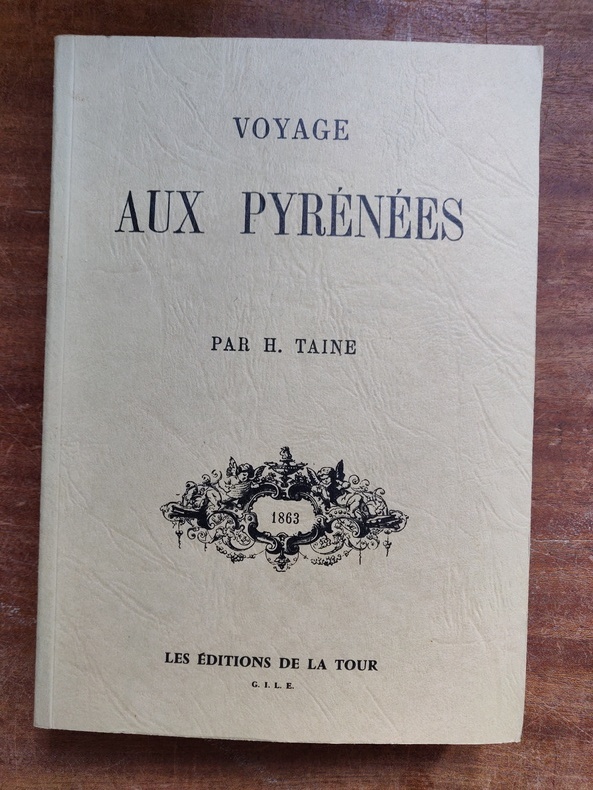 VOYAGE
AUX PYRÉNÉES
PAR H. TAINE
1863
LES ÉDITIONS DE LA TOUR
G. I. L. E.